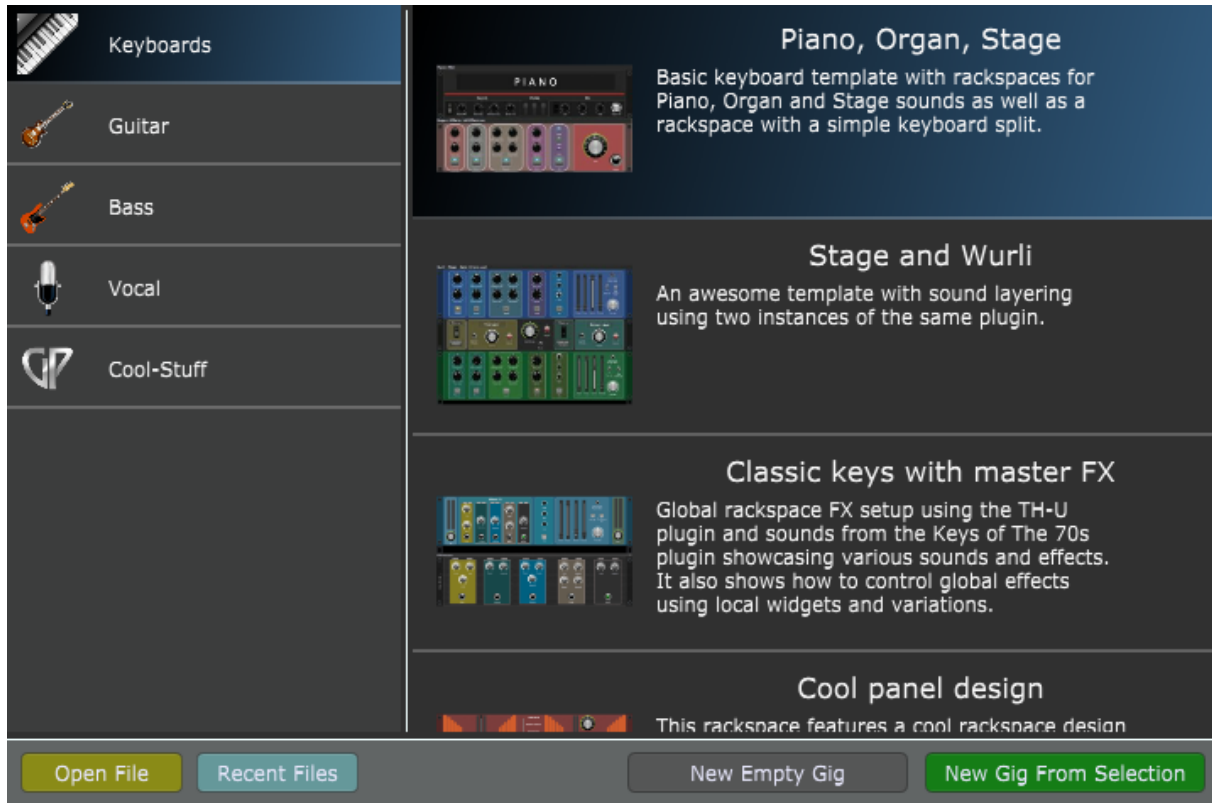 Keyboards
Guitar
Bass
Vocal
Cool-Stuff
Piano, Organ, Stage
PIANO
Basic keyboard template with rackspaces for
Piano, Organ and Stage sounds as well as a
rackspace with a simple keyboard split.
Stage and Wurli
An awesome template with sound layering
using two instances of the same plugin.
Classic keys with master FX
Global rackspace FX setup using the TH-U
plugin and sounds from the Keys of The 70s
plugin showcasing various sounds and effects.
It also shows how to control global effects
using local widgets and variations.
Cool panel design
This rackspace features a cool rackspace design
Open File
Recent Files
New Empty Gig
New Gig From Selection